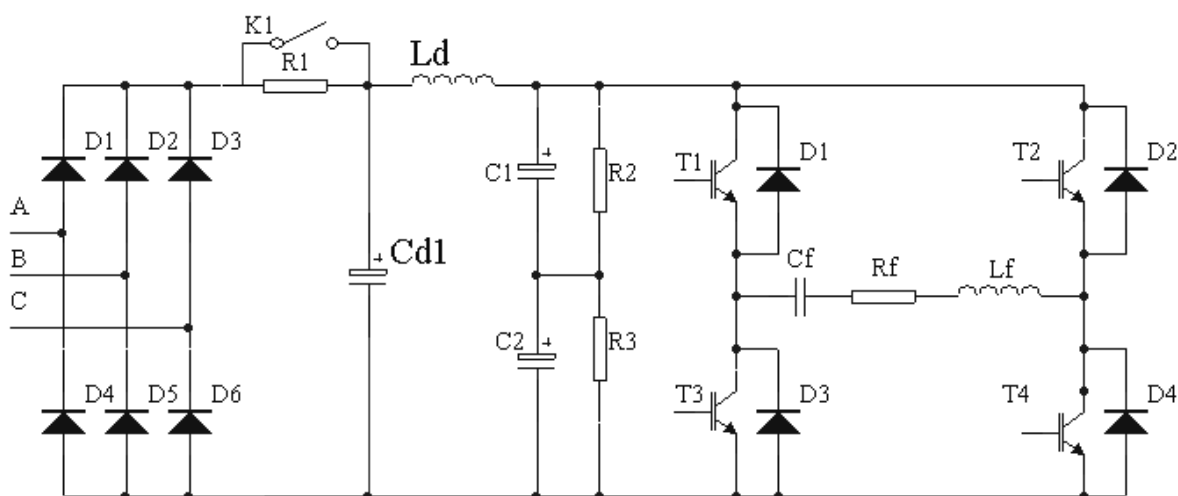 K1
R1
Ld
D1
D2
D3
A
B
C
D4
D5
D6
Cd1
C1
R2
C2
R3
T1
D1
T2
D2
Cf
Rf
Lf
T3
D3
T4
D4